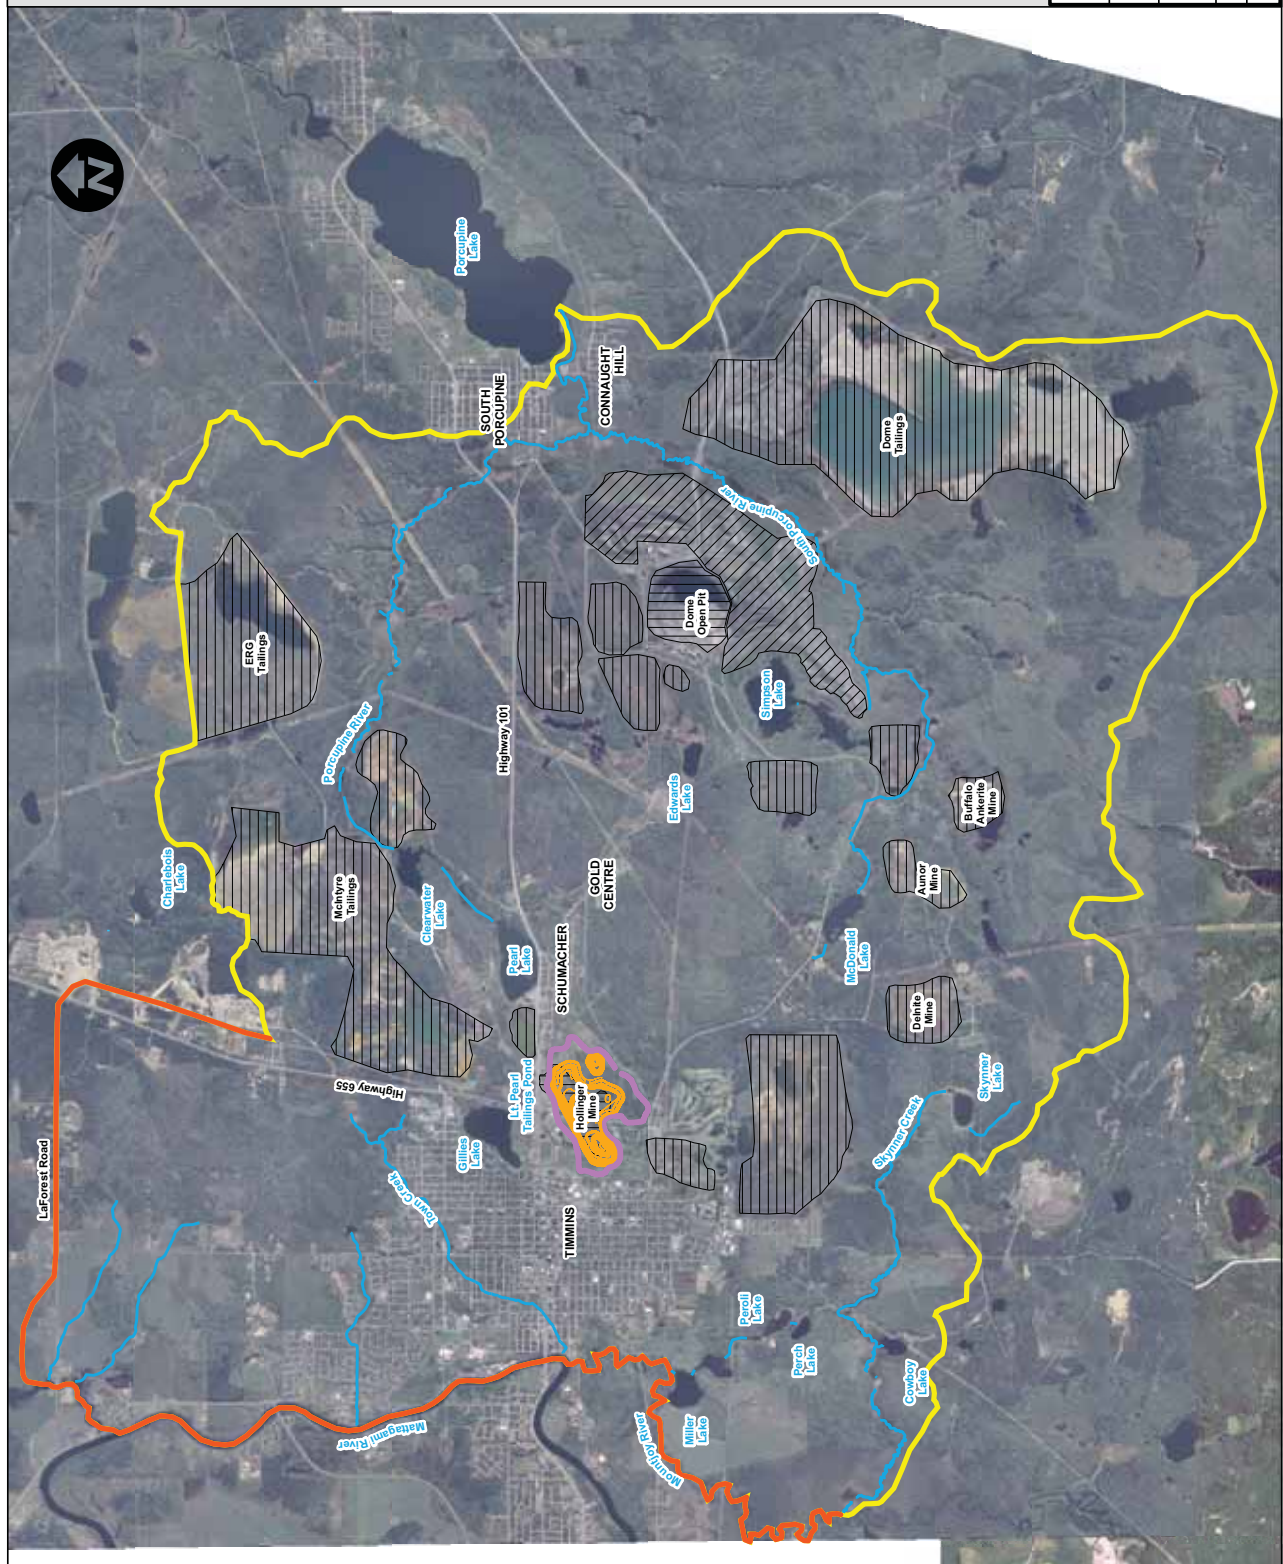 LaForest Road
N
Charlebois
Lake
ERG
Tailings
McIntyre
Tailings
Porcupine River
Highway 655
Mattagami River
Town Creek
Clearwater
Lake
Porcupine
Lake
Gillies
Lake
SOUTH
PORCUPINE
Highway 101
Lt. Pearl
Tailings Pond
Pearl
Lake
SCHUMACHER
TIMMINS
Hollinger
Mine
GOLD
CENTRE
CONNAUGHT
HILL
Mountjoy River
Miller
Lake
Edwards
Lake
Dome
Open Pit
Peroli
Lake
Simpson
Lake
South Porcupine River
Perch
Lake
McDonald
Lake
Skynner Creek
Cowboy
Lake
Delnite
Mine
Aunor
Mine
Dome
Tailings
Buffalo
Ankerite
Mine
Skynner
Lake